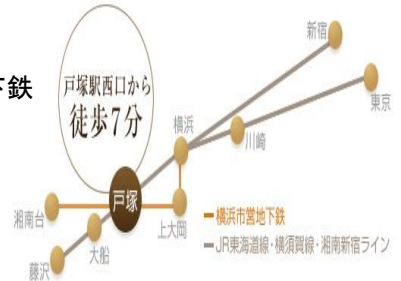 下鉄
戸塚駅西口から
徒歩7分
新宿
東京
横浜
川崎
戸塚
湘南台
上大岡
大船
藤沢
横浜市営地下鉄
JR東海道線・横須賀線・湘南新宿ライン